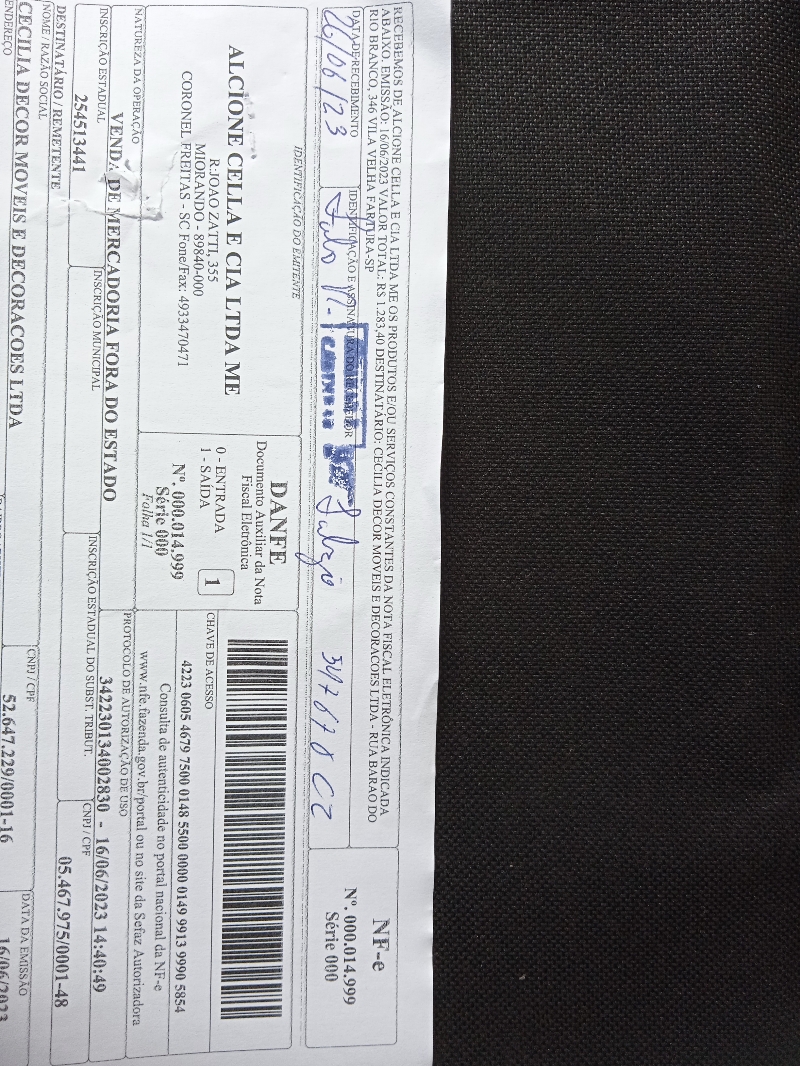 RECEBEMOS DE ALCIONE CELLA E CIA LTDA ME OS PRODUTOS E/OU SERVIÇOS CONSTANTES DA NOTA FISCAL ELETRÔNICA INDICADA
ABAIXO. EMISSÃO: 16/06/2023 VALOR TOTAL: R$ 1.283,40 DESTINATÁRIO: CECILIA DECOR MOVEIS E DECORACOES LTDA - RUA BARAO DO
RIO BRANCO, 346 VILA VELHA FARTURA-SP
DATA DE RECEBIMENTO
IDENTIFICAÇÃO E ASSINATURA DO RECEBEDOR
26/06/23
NF-e
Nº. 000.014.999
Série 000
IDENTIFICAÇÃO DO EMITENTE
ALCIONE CELLA E CIA LTDA ME
R:JOAO ZATTI, 355
MIORANDO - 89840-000
CORONEL FREITAS - SC Fone/Fax: 4933470471
DANFE
Documento Auxiliar da Nota
Fiscal Eletrônica
0 - ENTRADA
1 - SAÍDA
1
Nº. 000.014.999
Série 000
Folha 1/1
CHAVE DE ACESSO
4223 0605 4679 7500 0148 5500 0000 0149 9913 9990 5854
Consulta de autenticidade no portal nacional da NF-e
www.nfe.fazenda.gov.br/portal ou no site da Sefaz Autorizadora
NATUREZA DA OPERAÇÃO
VENDA DE MERCADORIA FORA DO ESTADO
PROTOCOLO DE AUTORIZAÇÃO DE USO
342230134002830 - 16/06/2023 14:40:49
INSCRIÇÃO ESTADUAL
254513441
INSCRIÇÃO MUNICIPAL
INSCRIÇÃO ESTADUAL DO SUBST. TRIBUT.
CNPJ / CPF
05.467.975/0001-48
DESTINATÁRIO / REMETENTE
NOME / RAZÃO SOCIAL
CECILIA DECOR MOVEIS E DECORACOES LTDA
CNPJ / CPF
52.647.229/0001-16
DATA DA EMISSÃO
16/06/2023
ENDEREÇO